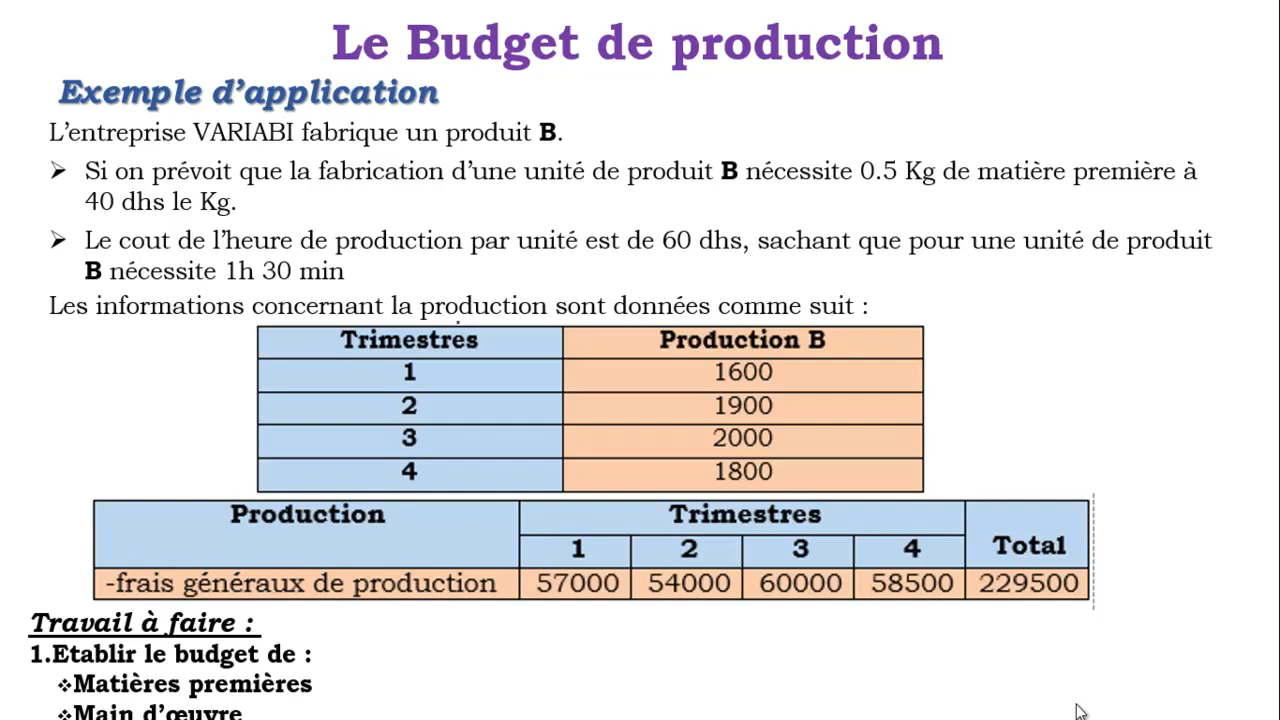 Le Budget de production
Exemple d’application
L’entreprise VARIABI fabrique un produit B.
➢ Si on prévoit que la fabrication d’une unité de produit B nécessite 0.5 Kg de matière première à
40 dhs le Kg.
➢ Le cout de l’heure de production par unité est de 60 dhs, sachant que pour une unité de produit
B nécessite 1h 30 min
Les informations concernant la production sont données comme suit :
Trimestres Production B
1 1600
2 1900
3 2000
4 1800
Production Trimestres Total
1 2 3 4
-frais généraux de production 57000 54000 60000 58500 229500
Travail à faire :
1.Etablir le budget de :
❖Matières premières
❖Main d’œuvre